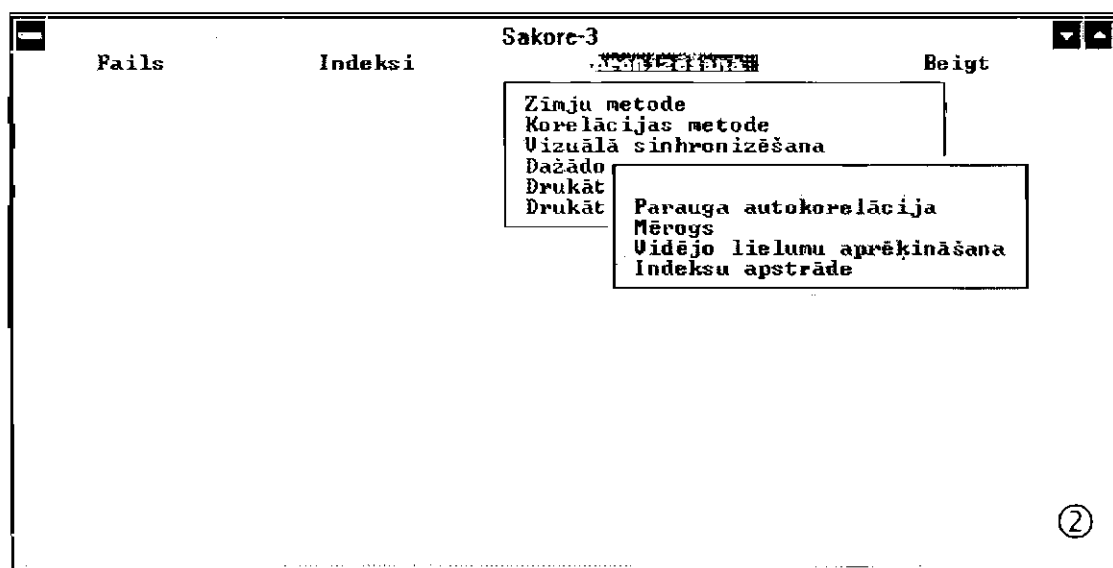 Sakore-3
Fails Indeksi Beigt
Zīmju metode
Korelācijas metode
Vizuālā sinhronizēšana
Dažādo
Drukāt
Drukāt
Parauga autokorelācija
Mērogs
Vidējo lielumu aprēķināšana
Indeksu apstrāde
2